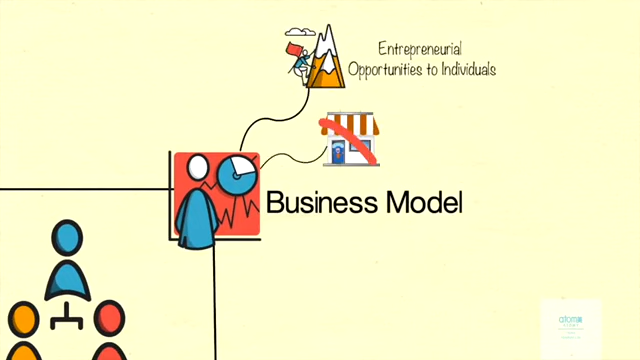 Entrepreneurial
Opportunities to Individuals
Business Model